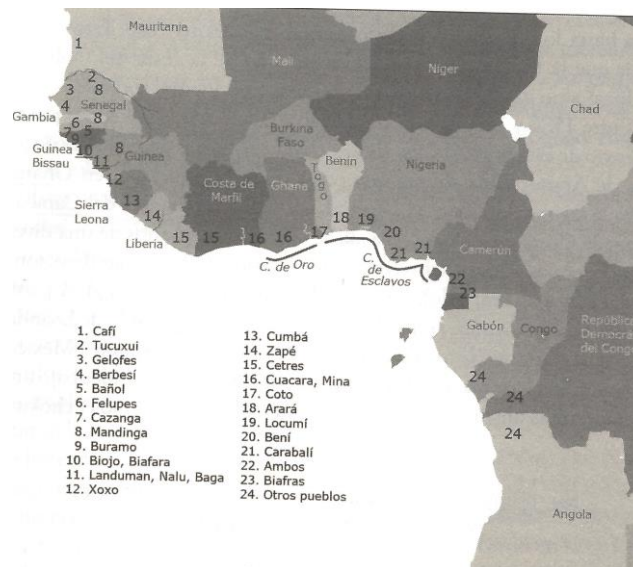 Mauritania
1
Mali
Níger
Chad
2
3
8
4
Senegal
Gambia
6
8
7
5
9
Guinea
Bissau
10
8
11
Guinea
12
Burkina
Faso
Benin
Nigeria
Togo
Costa de
Marfil
Ghana
Sierra
Leona
13
14
Liberia
15
15
16
16
17
18
19
20
21
21
C. de Oro
C.
de
Esclavos
Camerún
22
23
Gabón
Congo
República
Democrá
del Congo
24
24
24
Angola
1. Cafí
2. Tucuxui
3. Gelofes
4. Berbesí
5. Bañol
6. Felupes
7. Cazanga
8. Mandinga
9. Buramo
10. Biojo, Biafara
11. Landuman, Nalu, Baga
12. Xoxo
13. Cumbá
14. Zapé
15. Cetres
16. Cuacara, Mina
17. Coto
18. Arará
19. Locumí
20. Bení
21. Carabalí
22. Ambos
23. Biafras
24. Otros pueblos